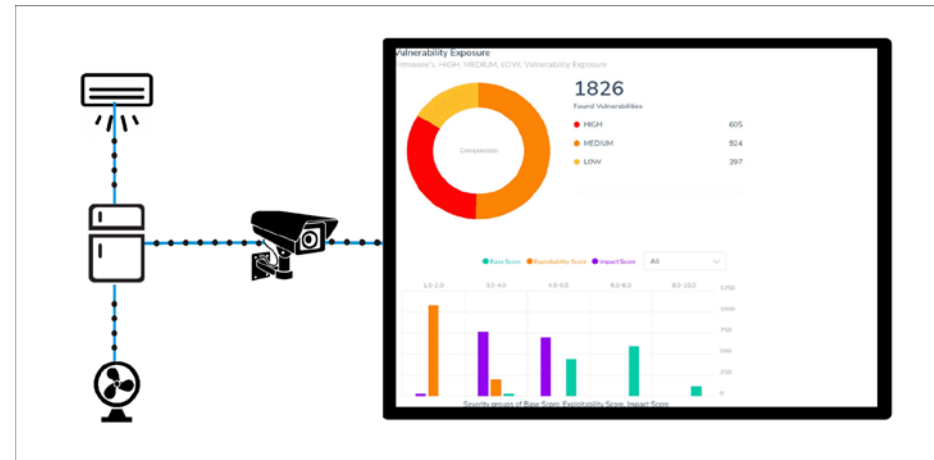 Vulnerability Exposure
Firmware's, HIGH, MEDIUM, LOW, Vulnerability Exposure
1826
Found Vulnerabilities
HIGH 605
MEDIUM 924
LOW 297
Composition
Base Score Exploitability Score Impact Score All
1.0-2.0 3.0-4.0 4.0-6.0 6.0-8.0 8.0-10.0
1250
1000
750
500
250
0
Severity groups of Base Score, Exploitability Score, Impact Score